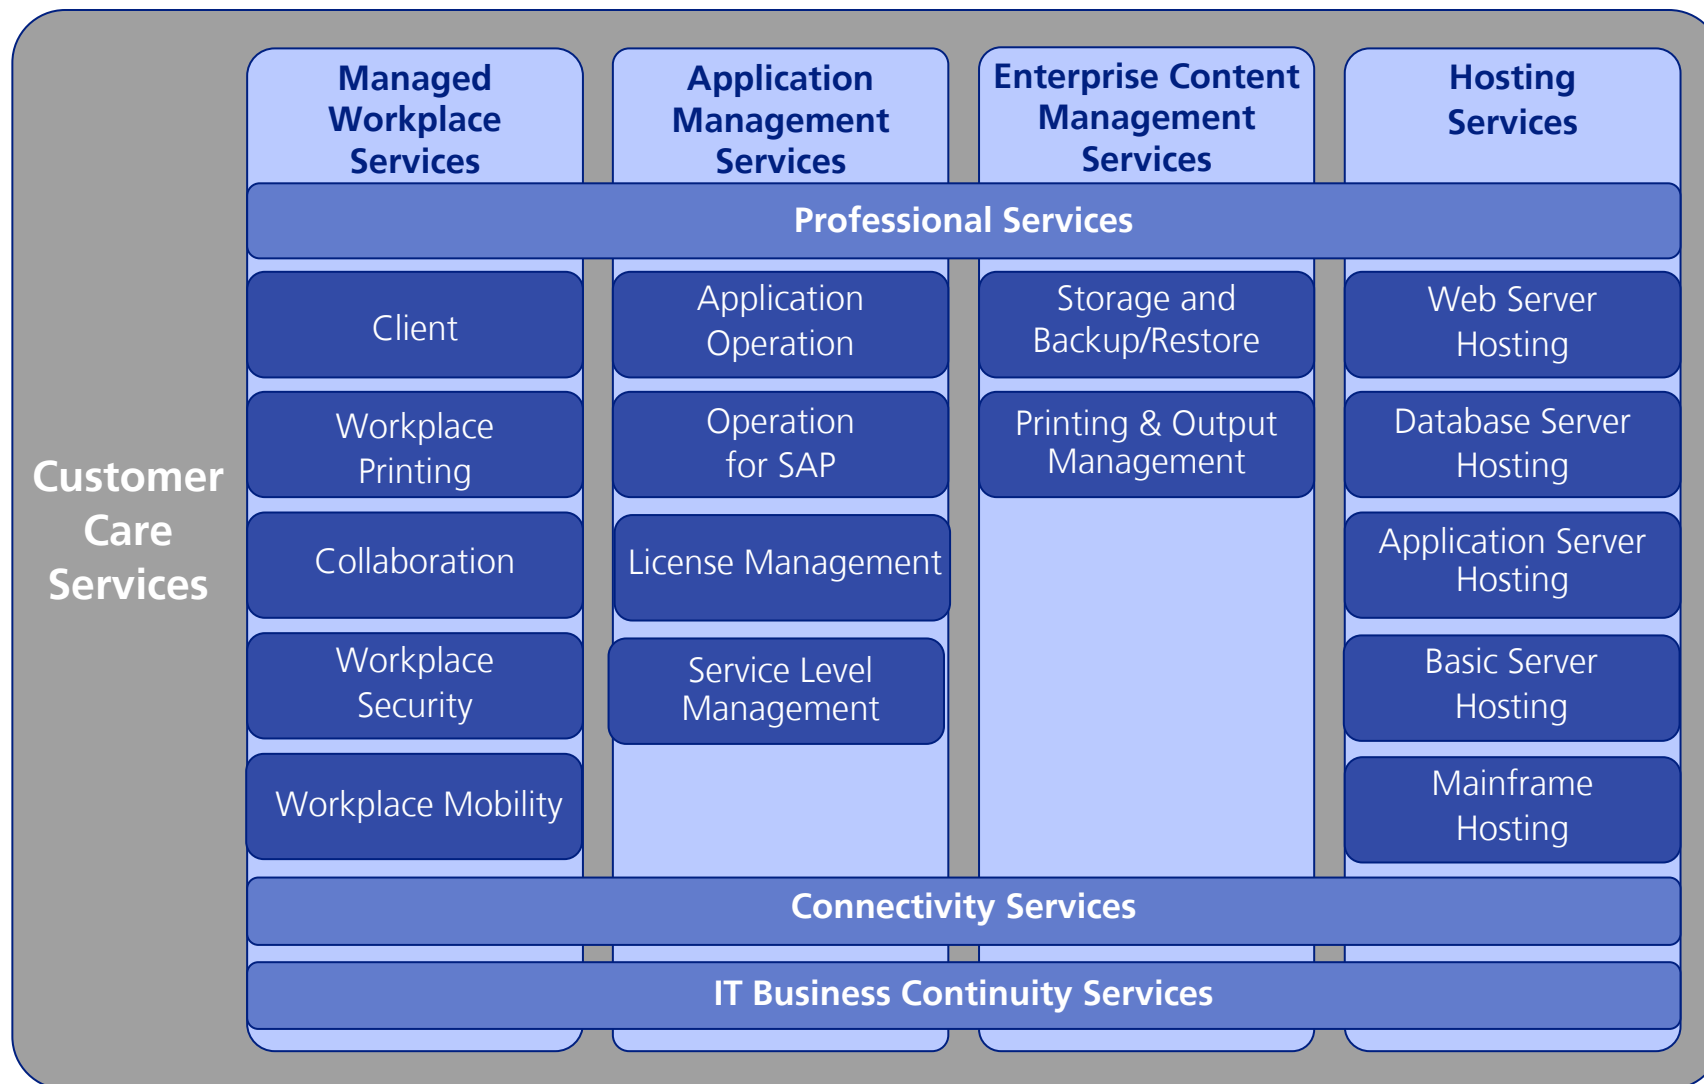 Customer
Care
Services
Managed
Workplace
Services
Application
Management
Services
Enterprise Content
Management
Services
Hosting
Services
Professional Services
Client
Workplace
Printing
Collaboration
Workplace
Security
Workplace Mobility
Application
Operation
Operation
for SAP
License Management
Service Level
Management
Storage and
Backup/Restore
Printing & Output
Management
Web Server
Hosting
Database Server
Hosting
Application Server
Hosting
Basic Server
Hosting
Mainframe
Hosting
Connectivity Services
IT Business Continuity Services